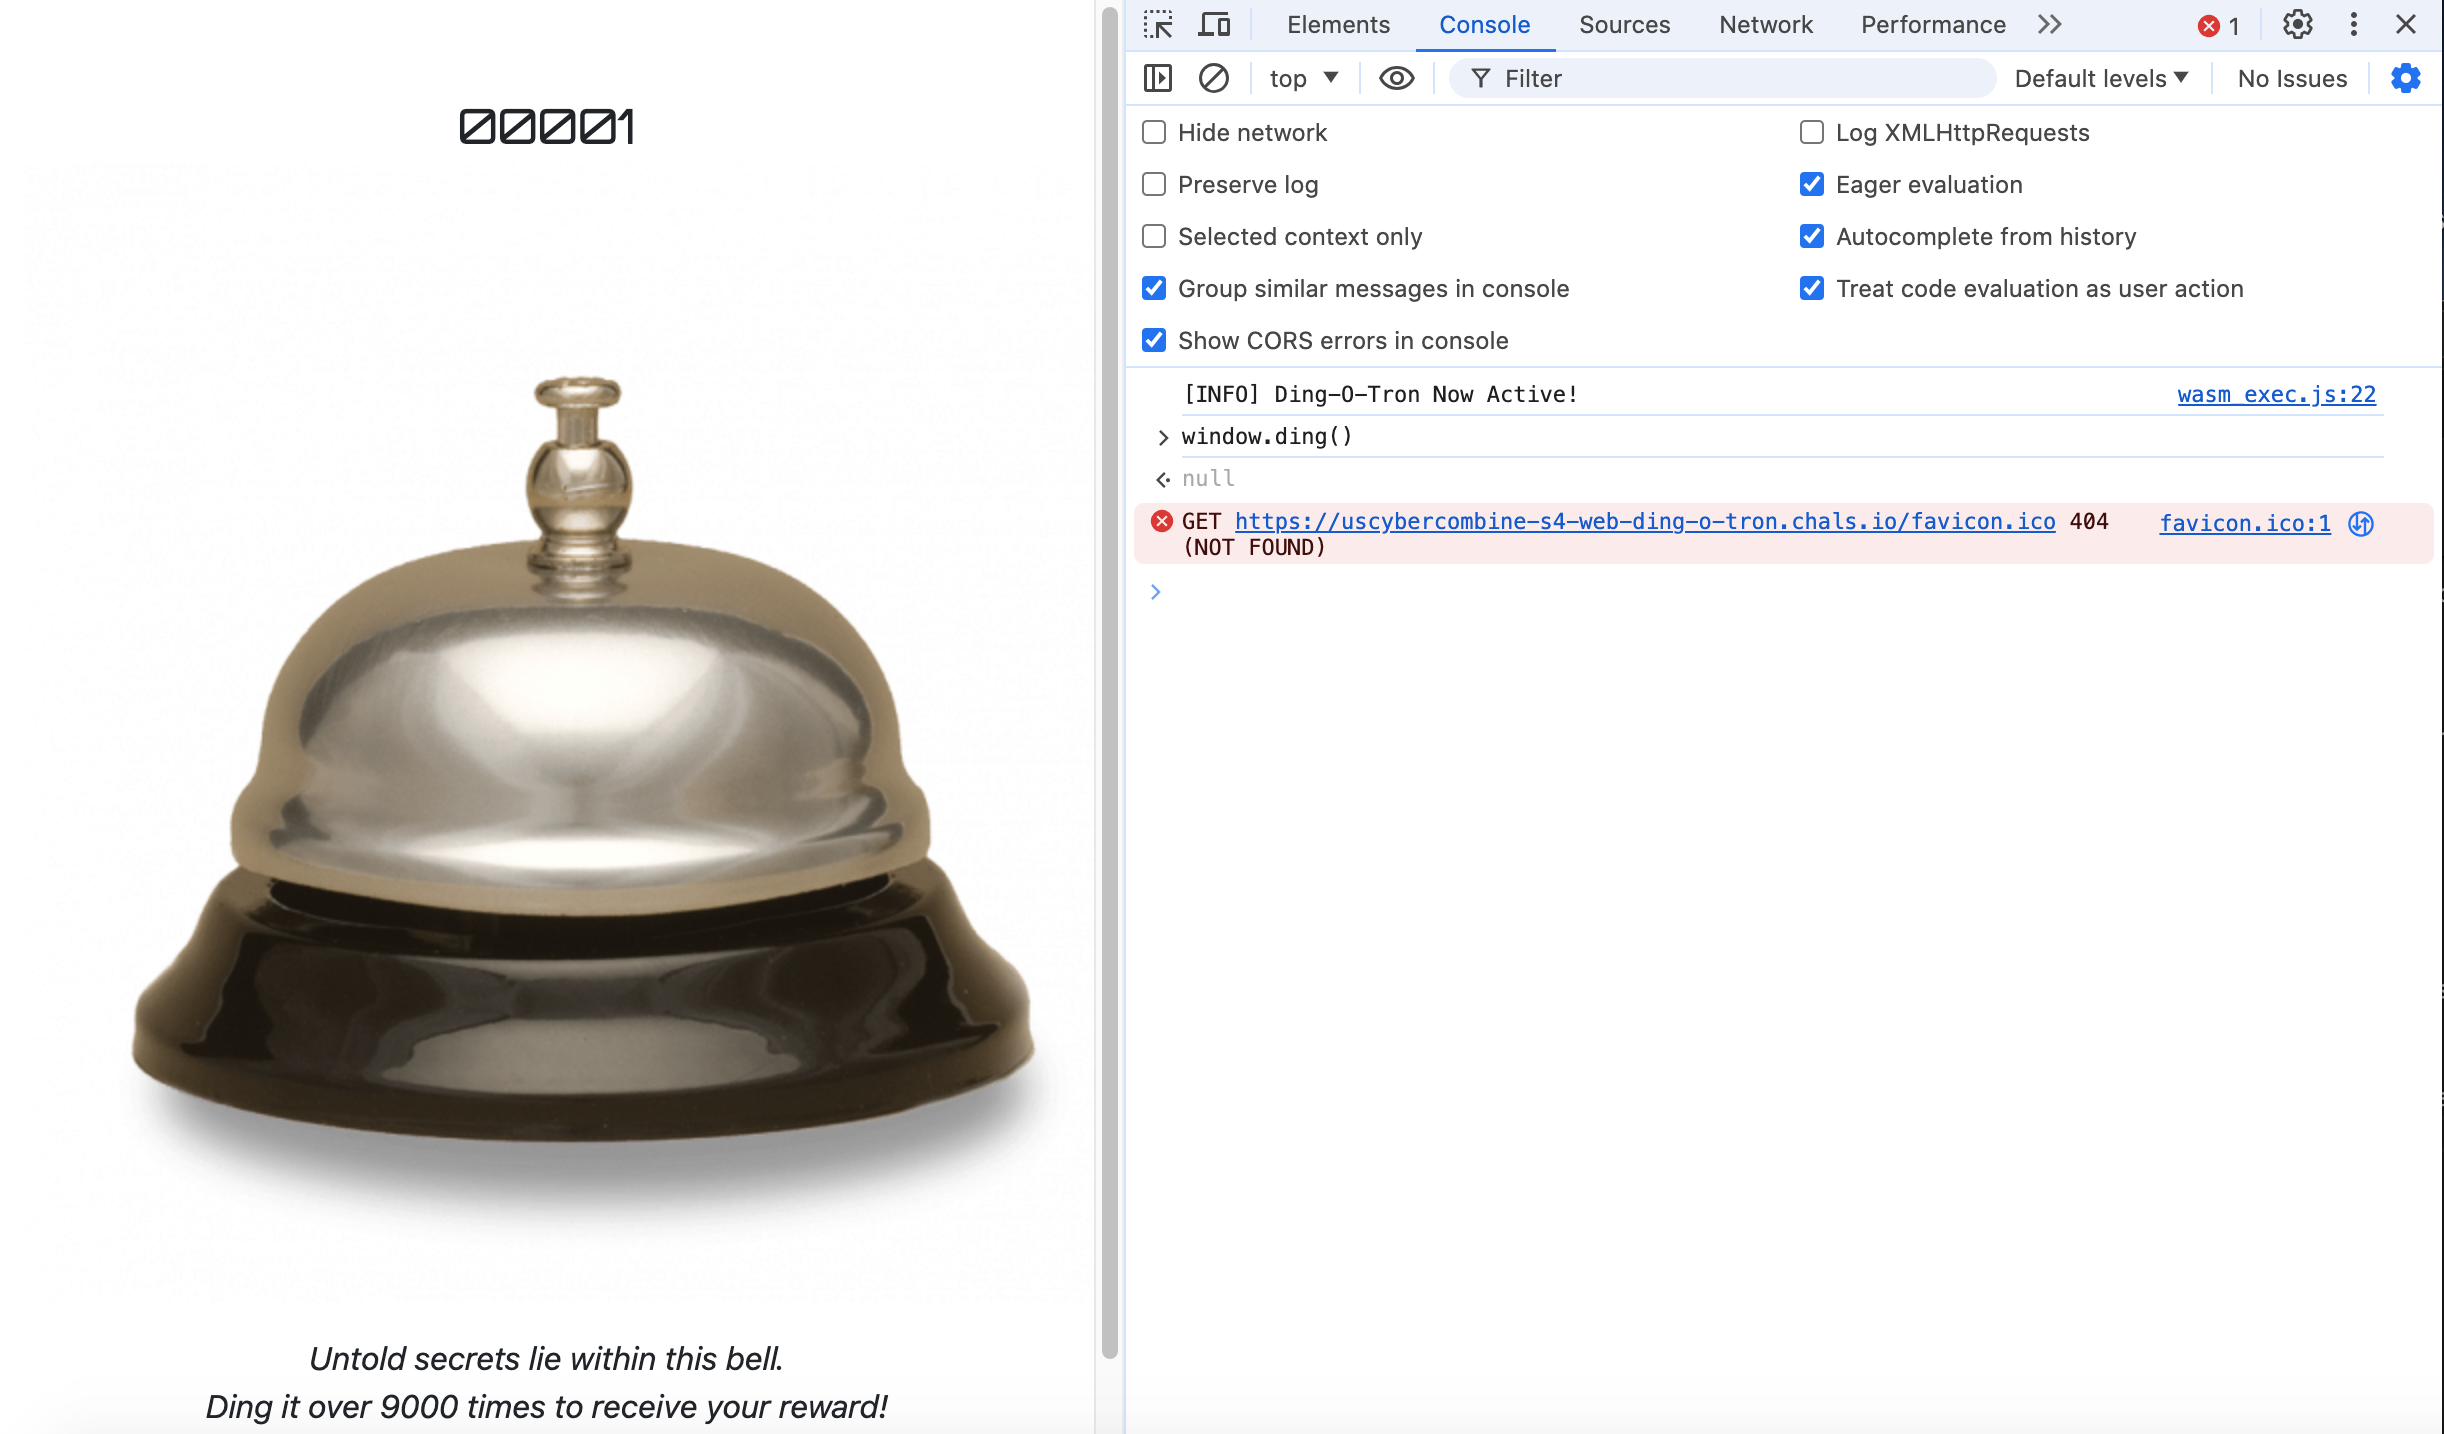 00001
Untold secrets lie within this bell.
Ding it over 9000 times to receive your reward!
Elements Console Sources Network Performance 1
top Filter Default levels No Issues
Hide network Log XMLHttpRequests
Preserve log Eager evaluation
Selected context only Autocomplete from history
Group similar messages in console Treat code evaluation as user action
Show CORS errors in console
[INFO] Ding-O-Tron Now Active! wasm_exec.js:22
window.ding()
null
GET https://uscybercombine-s4-web-ding-o-tron.chals.io/favicon.ico 404 favicon.ico:1
(NOT FOUND)